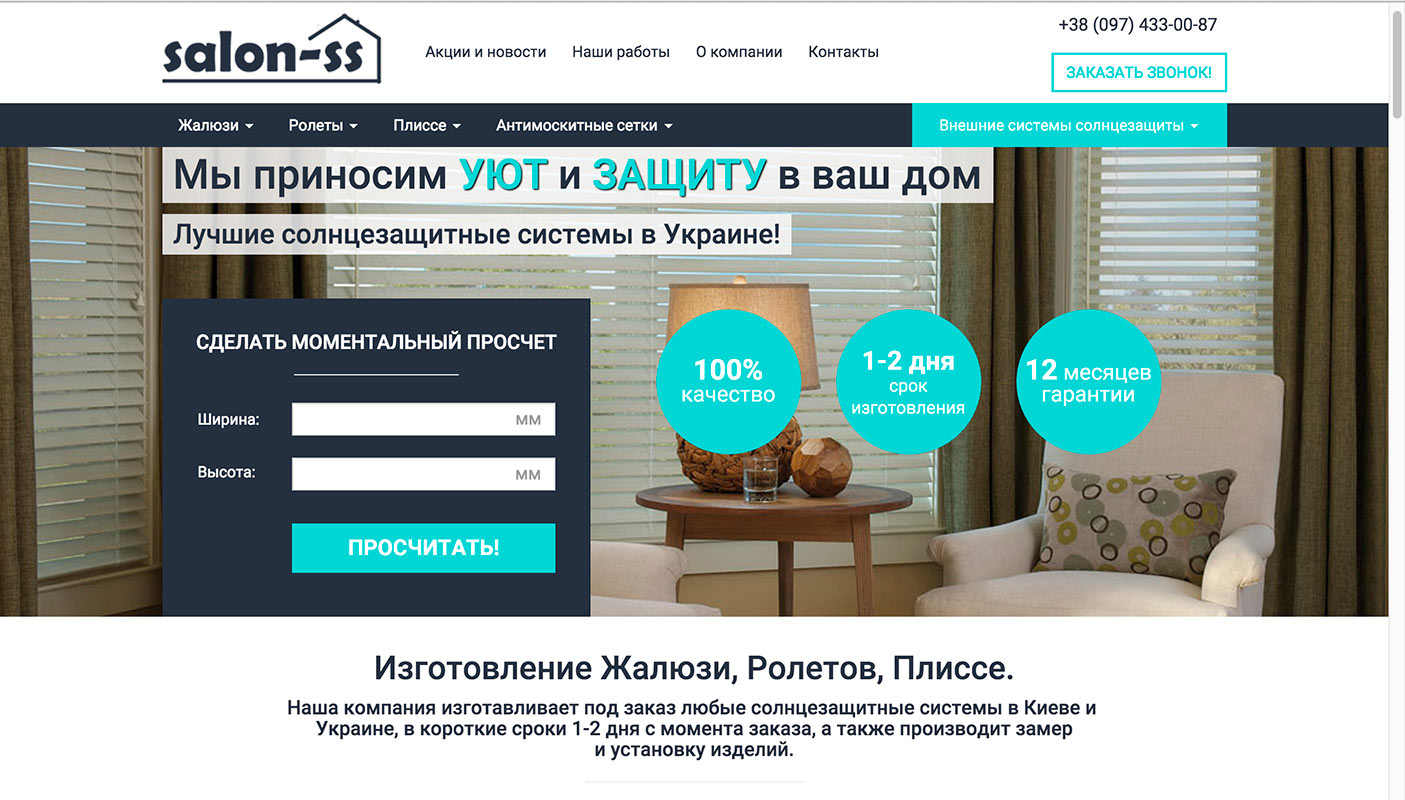 salon-ss
Акции и новости Наши работы О компании Контакты
+38 (097) 433-00-87
ЗАКАЗАТЬ ЗВОНОК!
Жалюзи Ролеты Плиссе Антимоскитные сетки Внешние системы солнцезащиты
Мы приносим УЮТ и ЗАЩИТУ в ваш дом
Лучшие солнцезащитные системы в Украине!
СДЕЛАТЬ МОМЕНТАЛЬНЫЙ ПРОСЧЕТ
Ширина: мм
Высота: мм
ПРОСЧИТАТЬ!
100%
качество
1-2 дня
срок
изготовления
12 месяцев
гарантии
Изготовление Жалюзи, Ролетов, Плиссе.
Наша компания изготавливает под заказ любые солнцезащитные системы в Киеве и
Украине, в короткие сроки 1-2 дня с момента заказа, а также производит замер
и установку изделий.